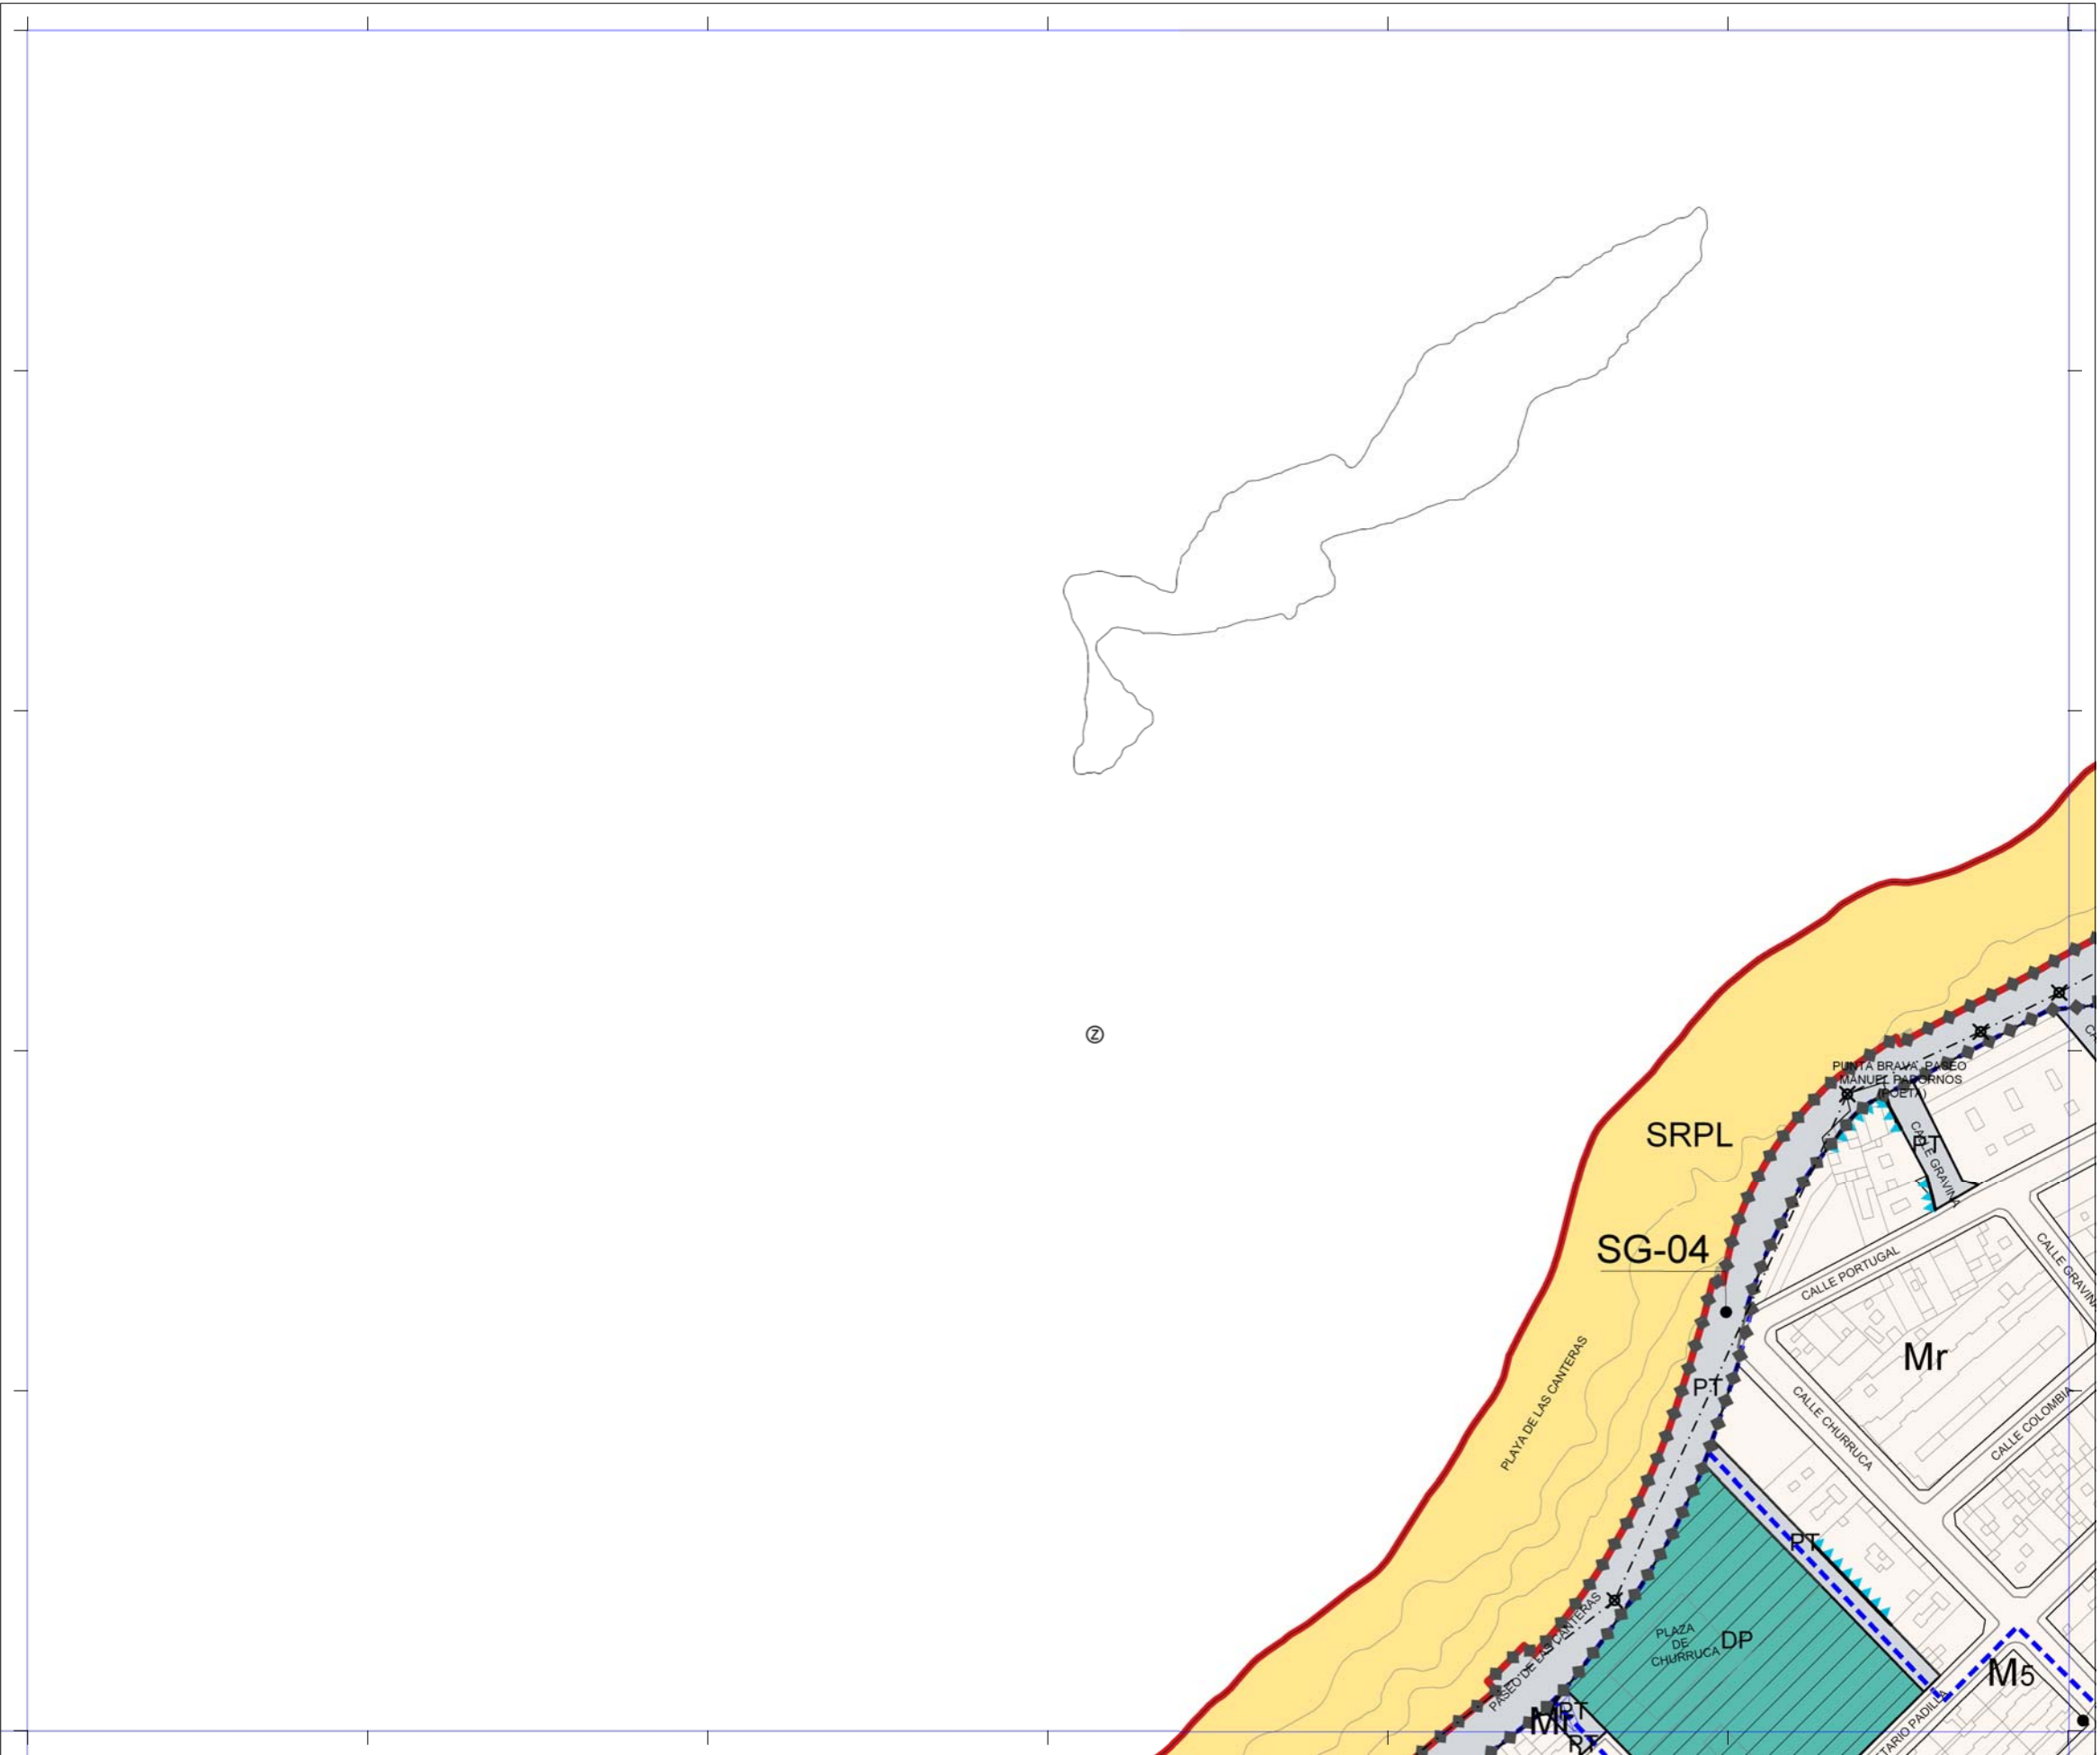 Z
PUNTA BRAVA, PASEO
MANUEL PADORNOS
(POETA)
SRPL
PT
CALLE GRAVINA
SG-04
CALLE PORTUGAL
CALLE GRAVINA
Mr
PLAYA DE LAS CANTERAS
PT
CALLE CHURRUCA
CALLE COLOMBIA
PT
PASEO DE LAS CANTERAS
PLAZA
DE
CHURRUCA
DP
M5
PT
Mr
PT